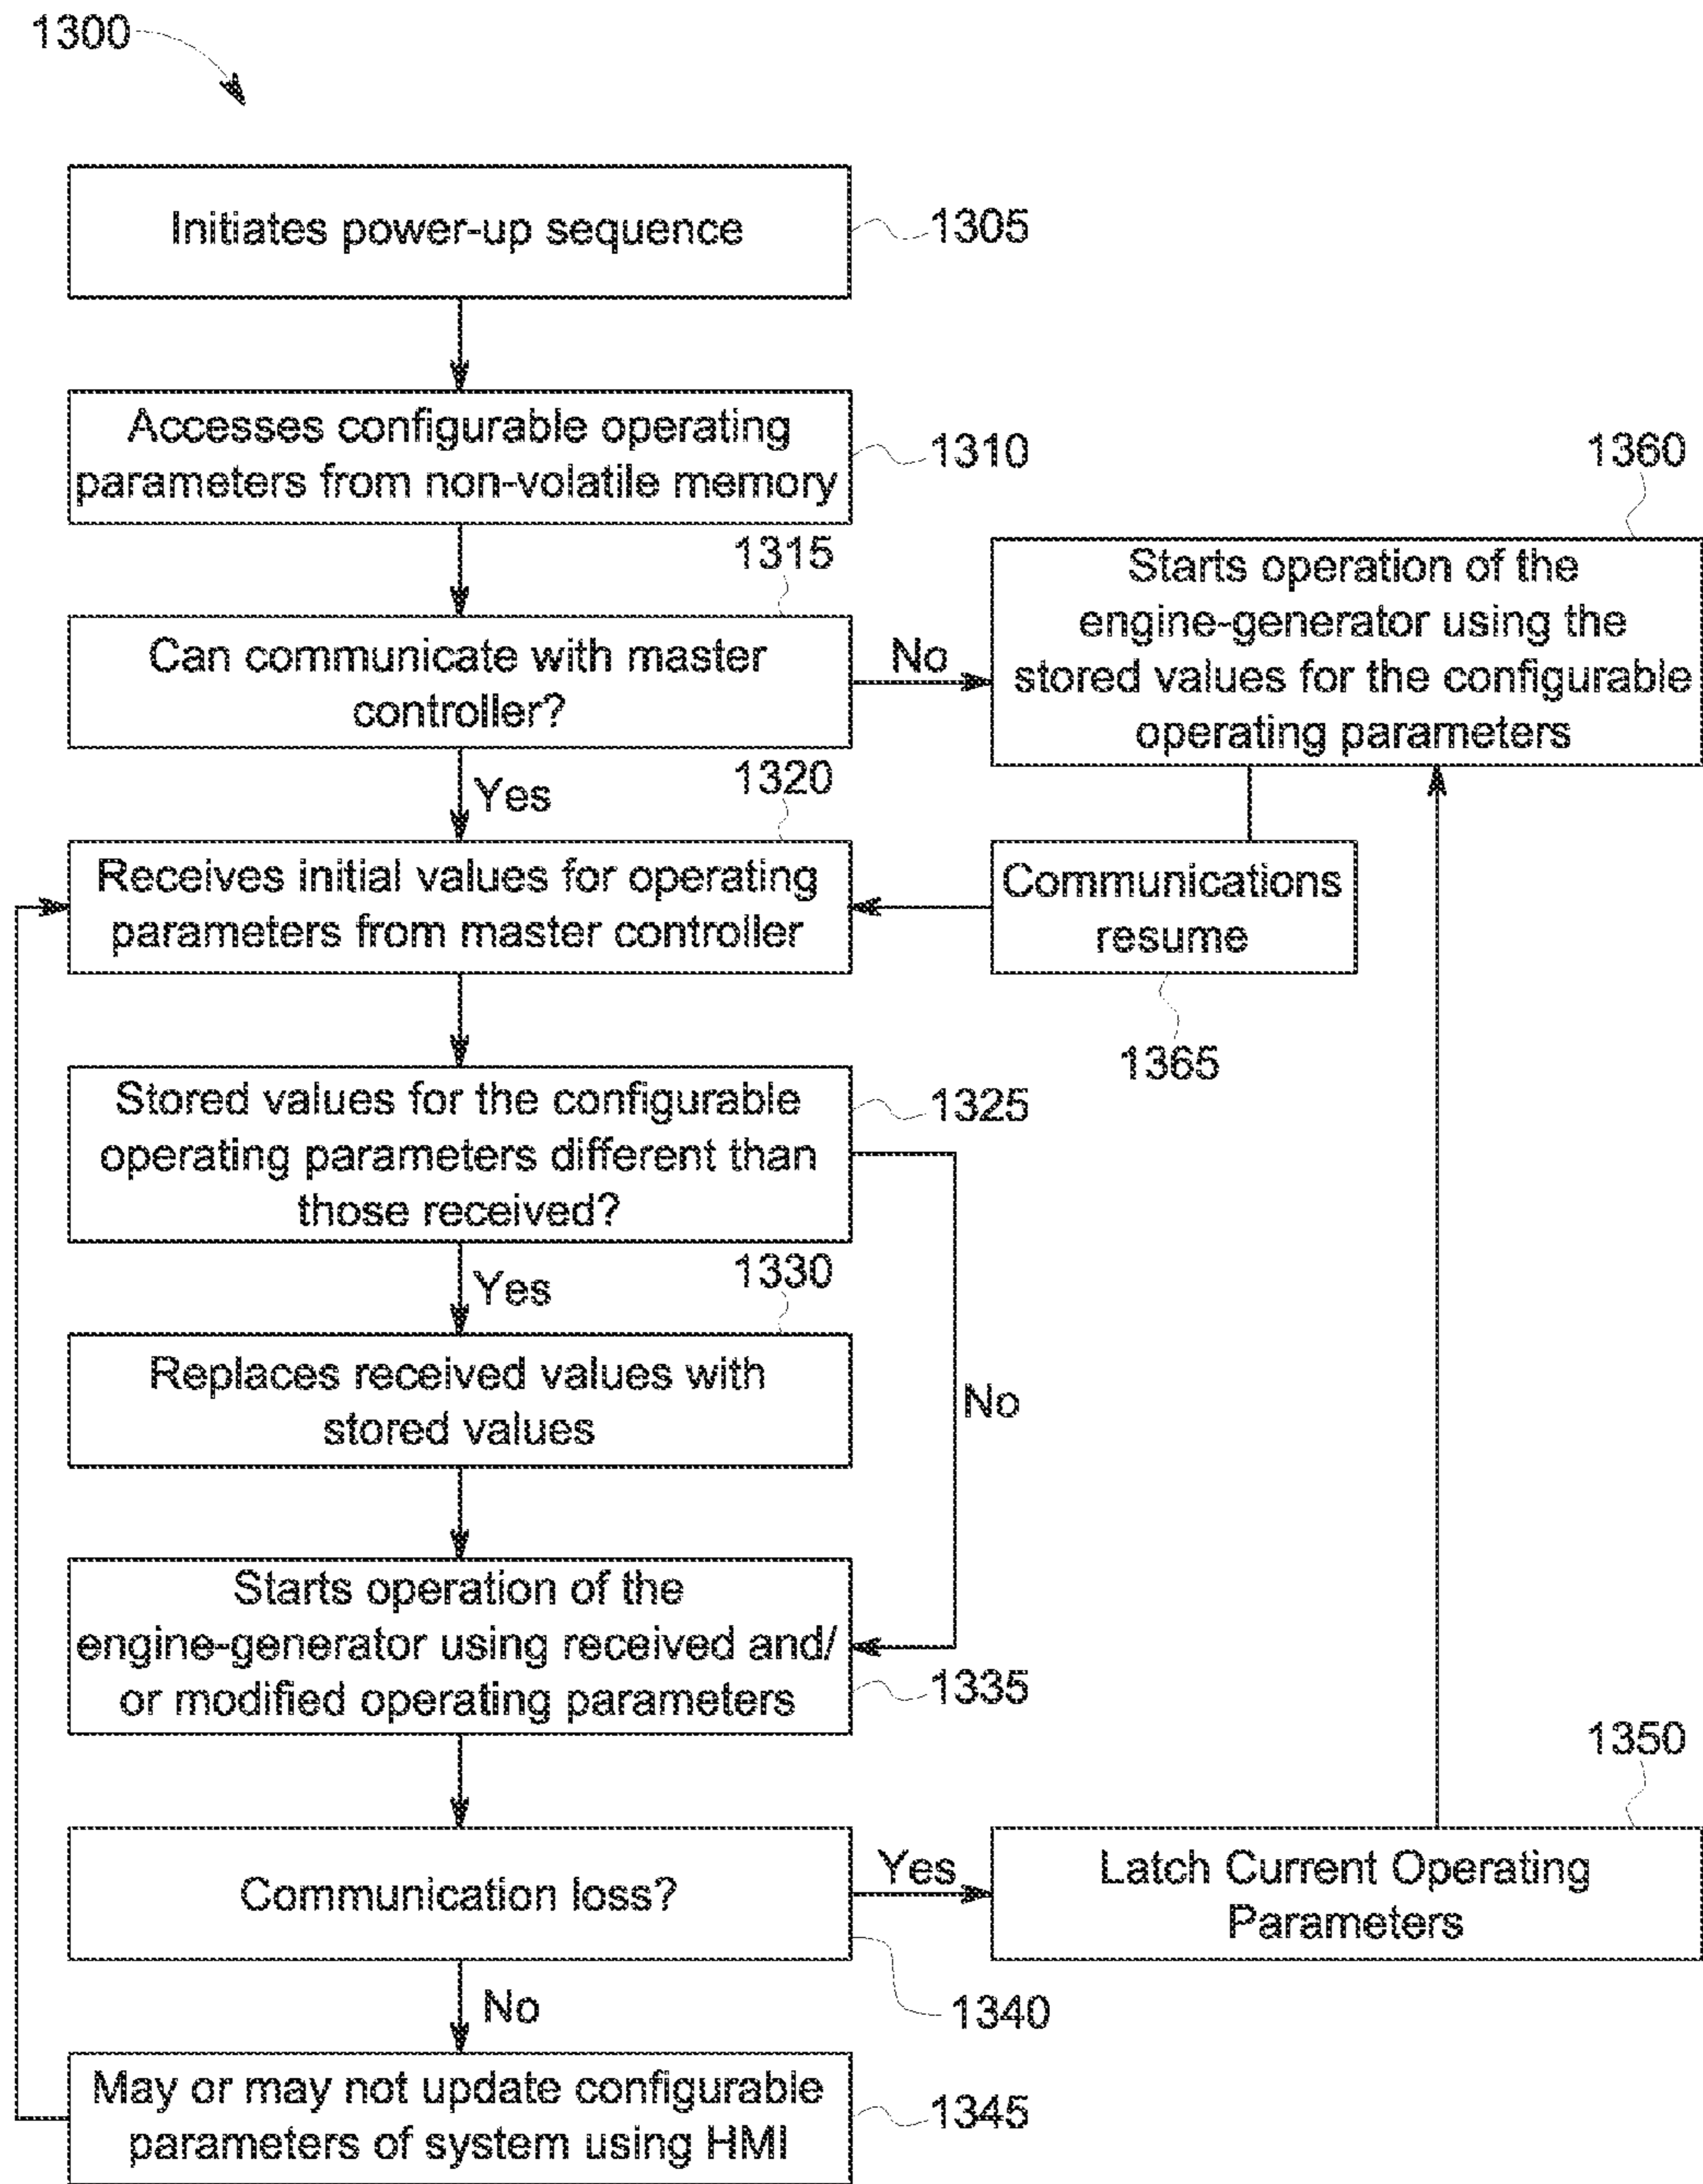 1300
Initiates power-up sequence
1305
Accesses configurable operating
parameters from non-volatile memory
1310
1315
Can communicate with master
controller?
No
1360
Starts operation of the
engine-generator using the
stored values for the configurable
operating parameters
Yes
1320
Receives initial values for operating
parameters from master controller
Communications
resume
1365
Stored values for the configurable
operating parameters different than
those received?
1325
Yes
1330
No
Replaces received values with
stored values
Starts operation of the
engine-generator using received and/
or modified operating parameters
1335
Communication loss?
Yes
1340
1350
Latch Current Operating
Parameters
No
May or may not update configurable
parameters of system using HMI
1345